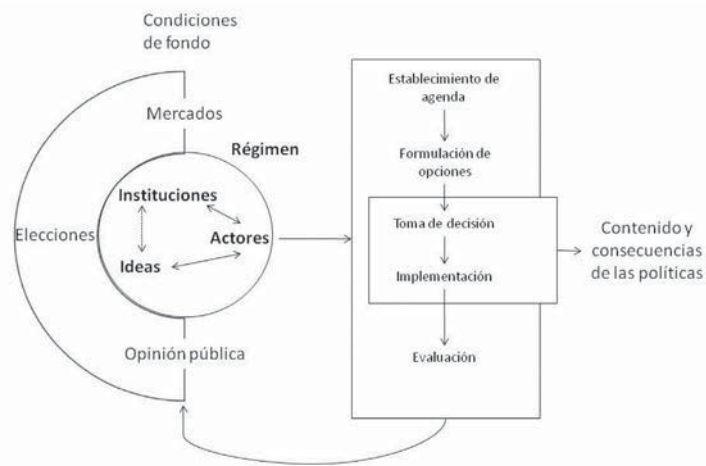 Condiciones
de fondo
Mercados
Régimen
Instituciones
Elecciones
Actores
Ideas
Opinión pública
Establecimiento de
agenda
Formulación de
opciones
Toma de decisión
Implementación
Evaluación
Contenido y
consecuencias
de las políticas